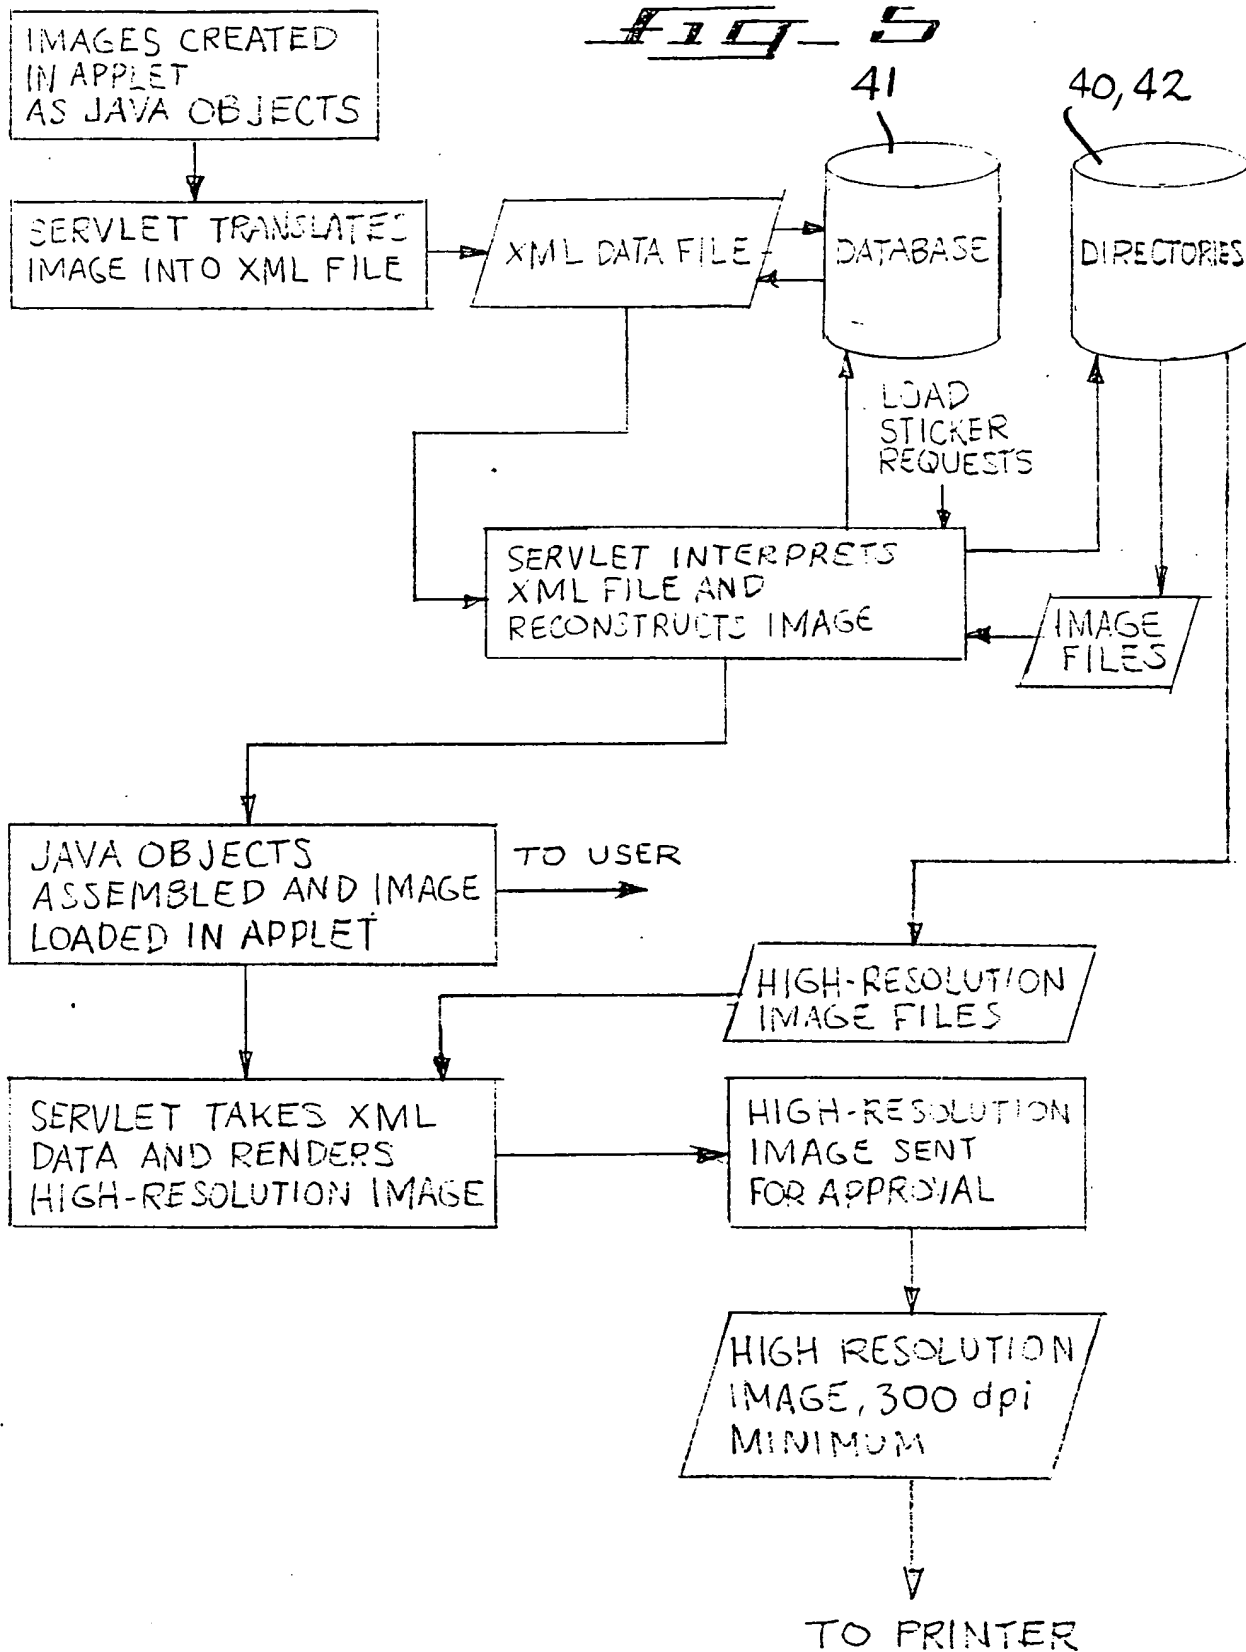 Fig. 5
IMAGES CREATED
IN APPLET
AS JAVA OBJECTS
41
40, 42
SERVLET TRANSLATES
IMAGE INTO XML FILE
XML DATA FILE
DATABASE
DIRECTORIES
LOAD
STICKER
REQUESTS
SERVLET INTERPRETS
XML FILE AND
RECONSTRUCTS IMAGE
IMAGE
FILES
JAVA OBJECTS
ASSEMBLED AND IMAGE
LOADED IN APPLET
TO USER
HIGH-RESOLUTION
IMAGE FILES
SERVLET TAKES XML
DATA AND RENDERS
HIGH-RESOLUTION IMAGE
HIGH-RESOLUTION
IMAGE SENT
FOR APPROVAL
HIGH RESOLUTION
IMAGE, 300 dpi
MINIMUM
TO PRINTER